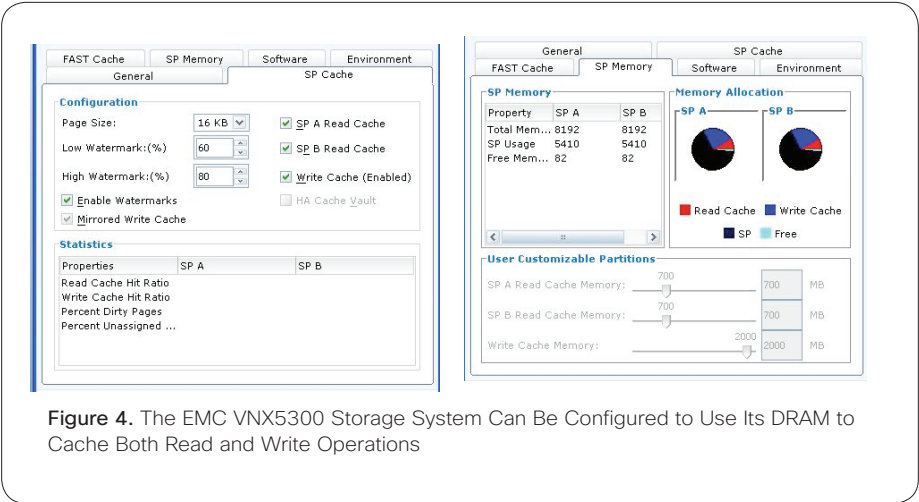 FAST Cache SP Memory Software Environment
General SP Cache
Configuration
Page Size: 16 KB
SP A Read Cache
Low Watermark:(%) 60
SP B Read Cache
High Watermark:(%) 80
Write Cache (Enabled)
Enable Watermarks
HA Cache Vault
Mirrored Write Cache
Statistics
Properties SP A SP B
Read Cache Hit Ratio
Write Cache Hit Ratio
Percent Dirty Pages
Percent Unassigned ...
General SP Cache
FAST Cache SP Memory Software Environment
SP Memory
Property SP A SP B
Total Mem... 8192 8192
SP Usage 5410 5410
Free Mem... 82 82
Memory Allocation
SP A SP B
Read Cache Write Cache
SP Free
User Customizable Partitions
700
SP A Read Cache Memory: 700 MB
700
SP B Read Cache Memory: 700 MB
2000
Write Cache Memory: 2000 MB
Figure 4. The EMC VNX5300 Storage System Can Be Configured to Use Its DRAM to
Cache Both Read and Write Operations